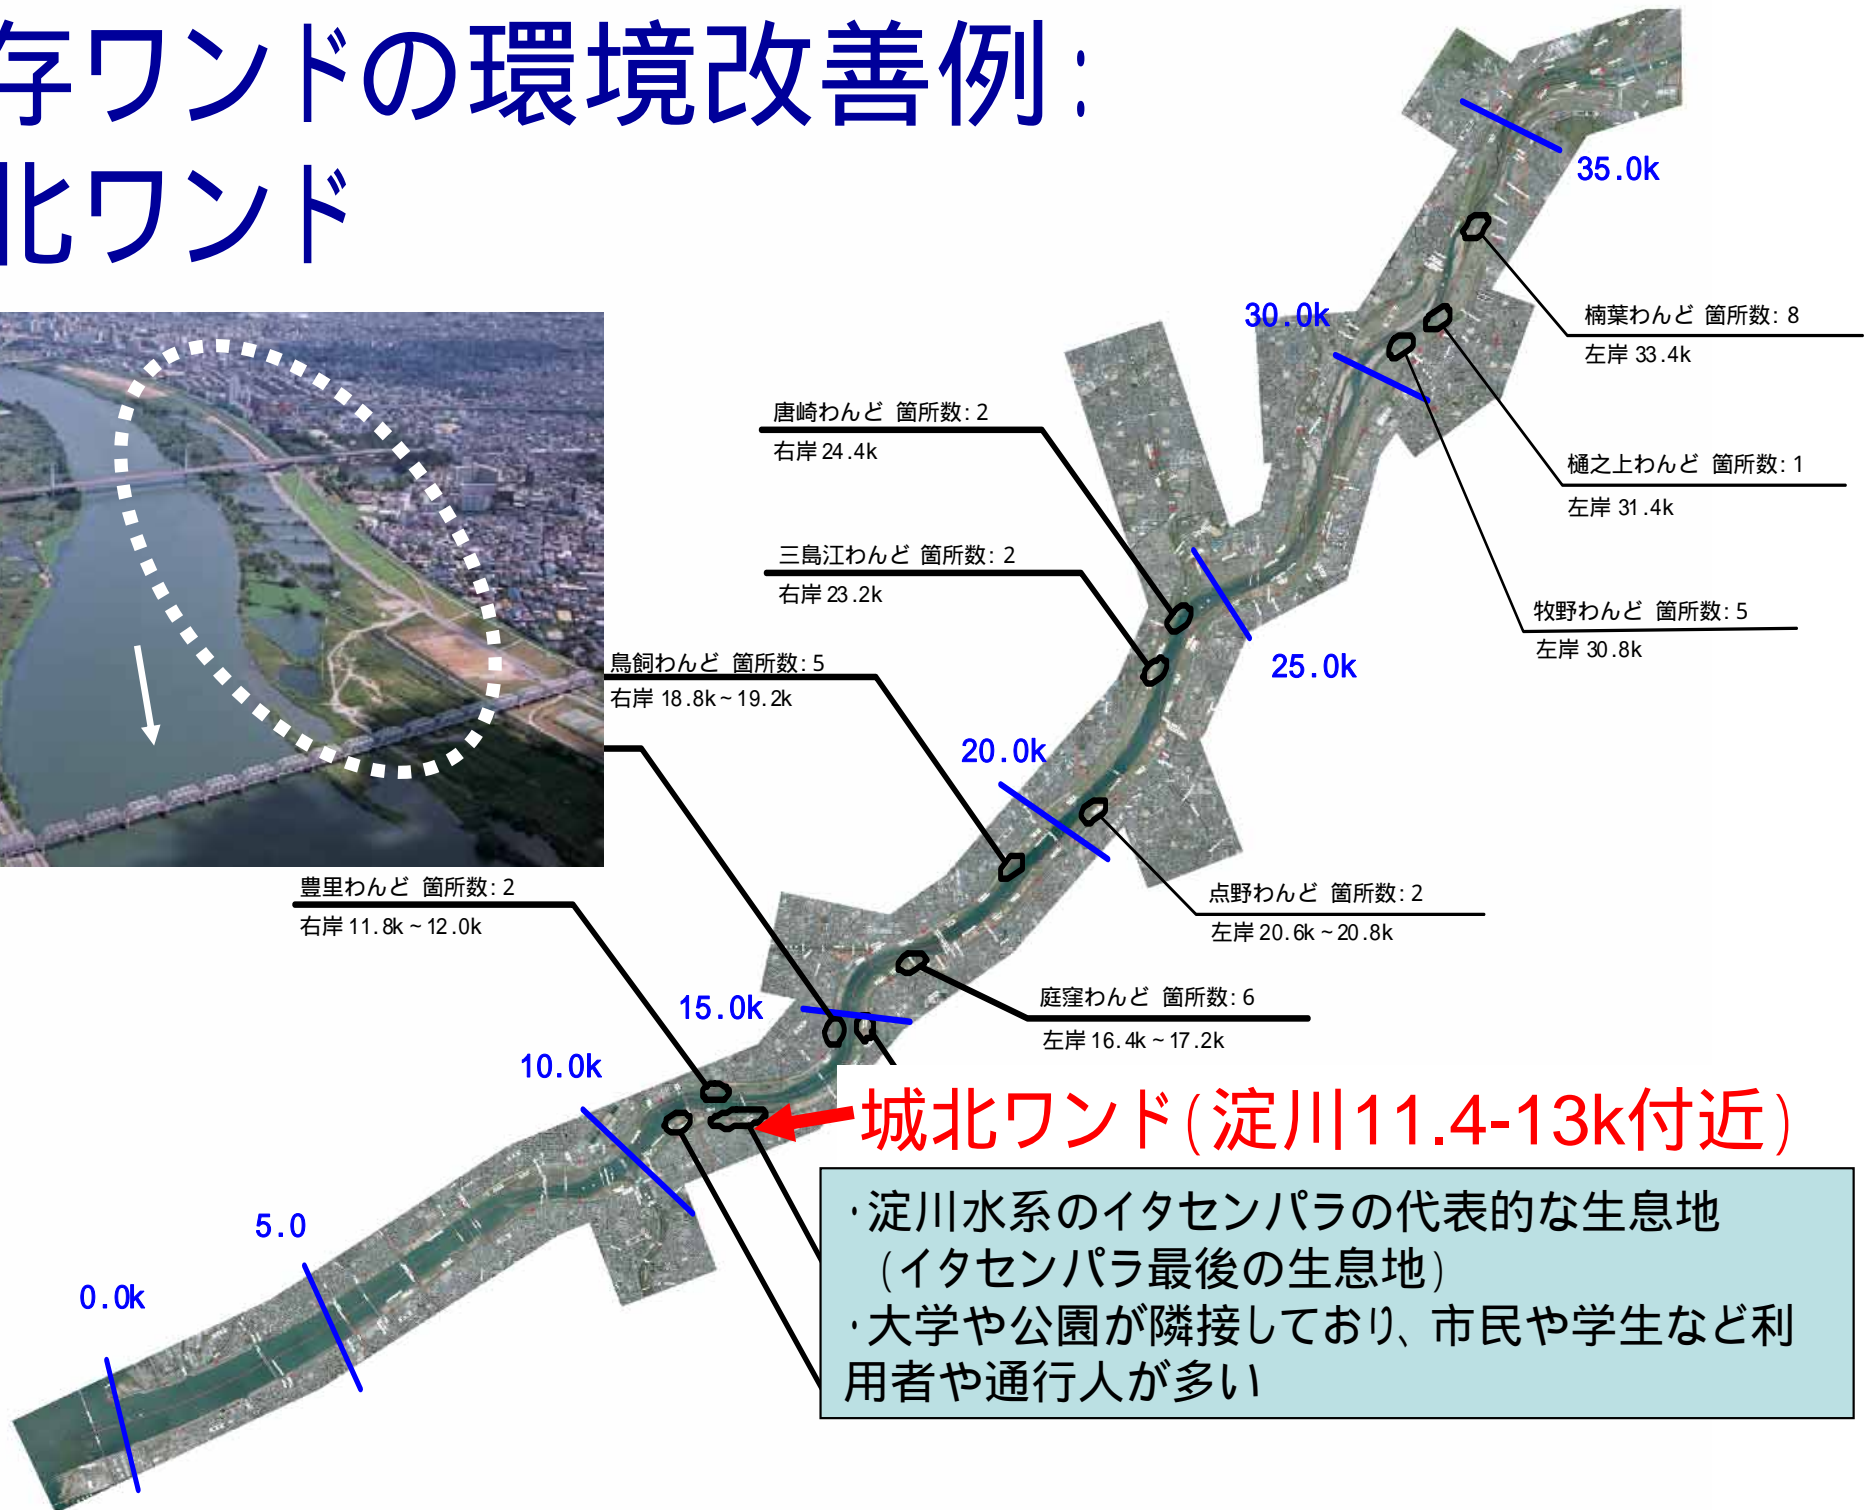 存ワンドの環境改善例:
北ワンド
35.0k
30.0k
楠葉わんど 箇所数: 8
左岸 33.4k
唐崎わんど 箇所数: 2
右岸 24.4k
樋之上わんど 箇所数: 1
左岸 31.4k
三島江わんど 箇所数: 2
右岸 23.2k
牧野わんど 箇所数: 5
左岸 30.8k
25.0k
鳥飼わんど 箇所数: 5
右岸 18.8k~19.2k
20.0k
豊里わんど 箇所数: 2
右岸 11.8k~12.0k
点野わんど 箇所数: 2
左岸 20.6k~20.8k
15.0k
庭窪わんど 箇所数: 6
左岸 16.4k~17.2k
10.0k
城北ワンド(淀川11.4-13k付近)
・淀川水系のイタセンパラの代表的な生息地
(イタセンパラ最後の生息地)
・大学や公園が隣接しており、市民や学生など利
用者や通行人が多い
5.0
0.0k